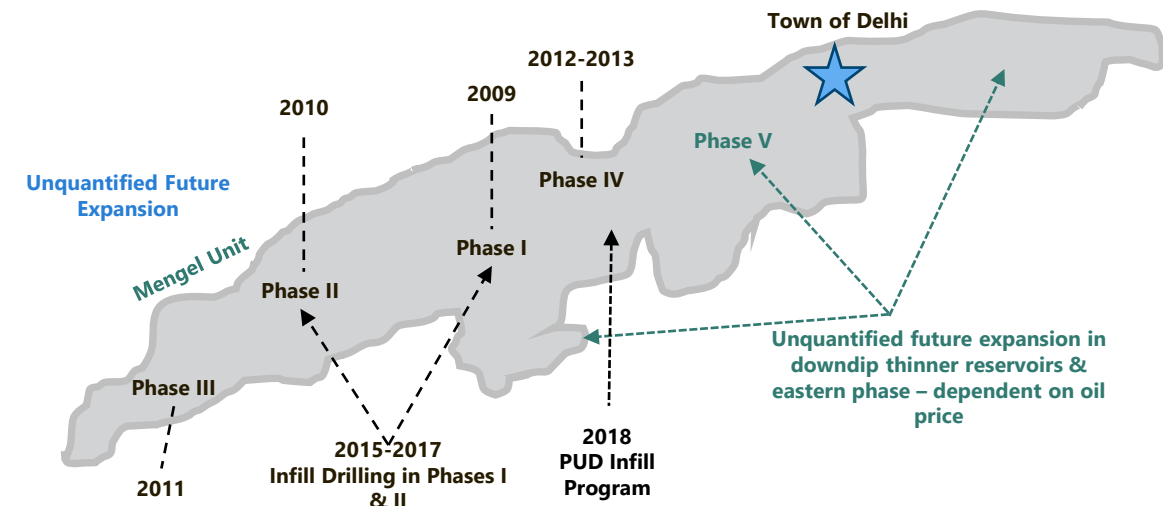 Town of Delhi
2012-2013
2009
2010
Phase V
Unquantified Future
Expansion
Phase IV
Mengel Unit
Phase I
Phase II
Unquantified future expansion in
downdip thinner reservoirs &
eastern phase – dependent on oil
price
Phase III
2015-2017
Infill Drilling in Phases I
& II
2018
PUD Infill
Program
2011